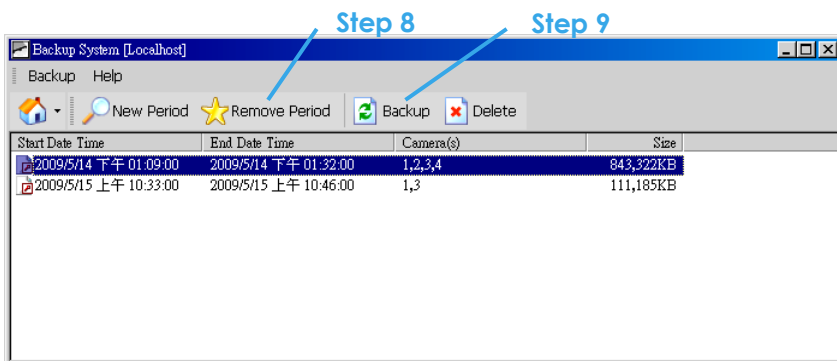 Step 8 Step 9
Backup System [Localhost]
Backup Help
New Period Remove Period Backup Delete
Start Date Time End Date Time Camera(s) Size
2009/5/14 下午 01:09:00 2009/5/14 下午 01:32:00 1,2,3,4 843,322KB
2009/5/15 上午 10:33:00 2009/5/15 上午 10:46:00 1,3 111,185KB